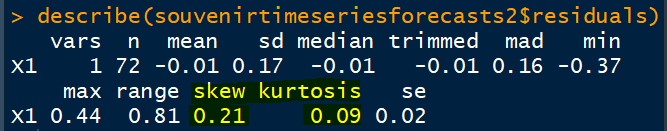 > describe(souvenirtimeseriesforecasts2$residuals)
vars n mean sd median trimmed mad min
X1 1 72 -0.01 0.17 -0.01 -0.01 0.16 -0.37
max range skew kurtosis se
X1 0.44 0.81 0.21 0.09 0.02